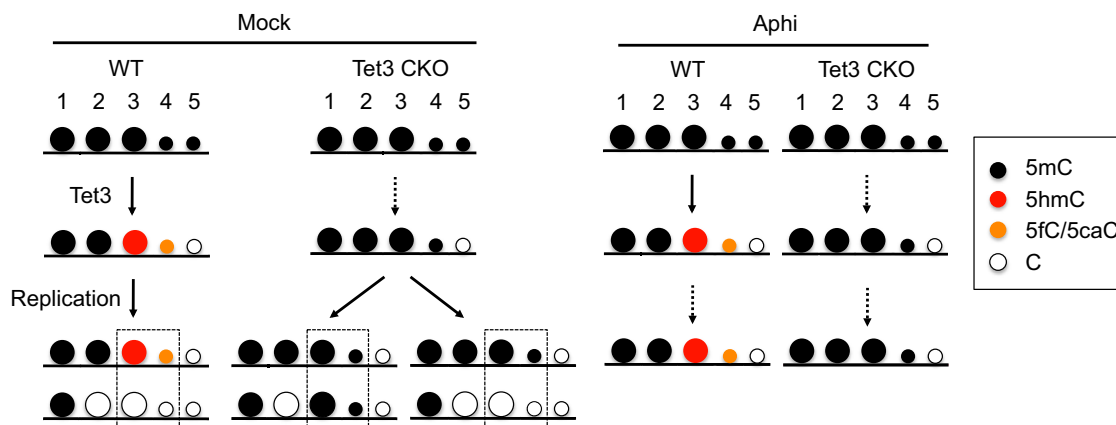 Mock
Aphi
WT
Tet3 CKO
WT
Tet3 CKO
1 2 3 4 5
1 2 3 4 5
1 2 3 4 5
1 2 3 4 5
Tet3
Replication
5mC
5hmC
5fC/5caC
C